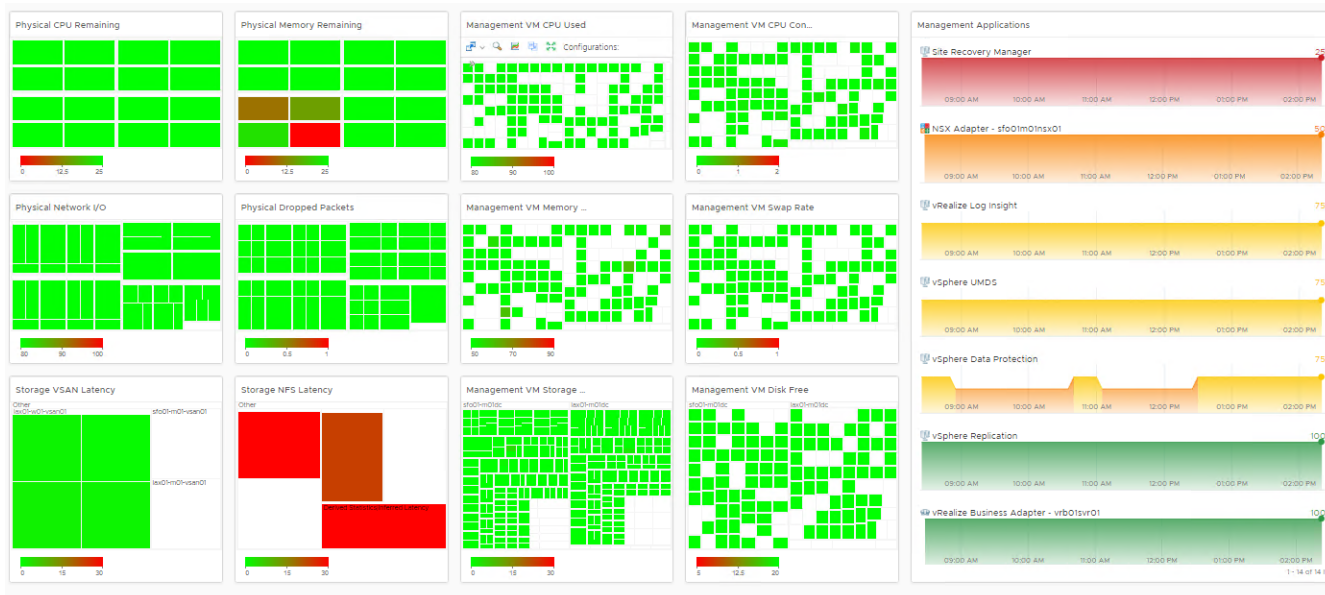 Physical CPU Remaining
0 12.5 25
Physical Memory Remaining
0 12.5 25
Management VM CPU Used
Configurations:
80 90 100
Management VM CPU Con...
0 1 2
Physical Network I/O
80 90 100
Physical Dropped Packets
0 0.5 1
Management VM Memory ...
50 70 90
Management VM Swap Rate
0 0.5 1
Storage VSAN Latency
Other
lax01-w01-vsan01
sfo01-m01-vsan01
lax01-m01-vsan01
0 15 30
Storage NFS Latency
Other
Derived Statistics|Inferred Latency
0 15 30
Management VM Storage ...
sfo01-m01dc lax01-m01dc
0 15 30
Management VM Disk Free
sfo01-m01dc lax01-m01dc
5 12.5 20
Management Applications
Site Recovery Manager 25
09:00 AM 10:00 AM 11:00 AM 12:00 PM 01:00 PM 02:00 PM
NSX Adapter - sfo01m01nsx01 50
09:00 AM 10:00 AM 11:00 AM 12:00 PM 01:00 PM 02:00 PM
vRealize Log Insight 75
09:00 AM 10:00 AM 11:00 AM 12:00 PM 01:00 PM 02:00 PM
vSphere UMDS 75
09:00 AM 10:00 AM 11:00 AM 12:00 PM 01:00 PM 02:00 PM
vSphere Data Protection 75
09:00 AM 10:00 AM 11:00 AM 12:00 PM 01:00 PM 02:00 PM
vSphere Replication 100
09:00 AM 10:00 AM 11:00 AM 12:00 PM 01:00 PM 02:00 PM
vRealize Business Adapter - vrb01svr01 100
09:00 AM 10:00 AM 11:00 AM 12:00 PM 01:00 PM 02:00 PM
1 - 14 of 14